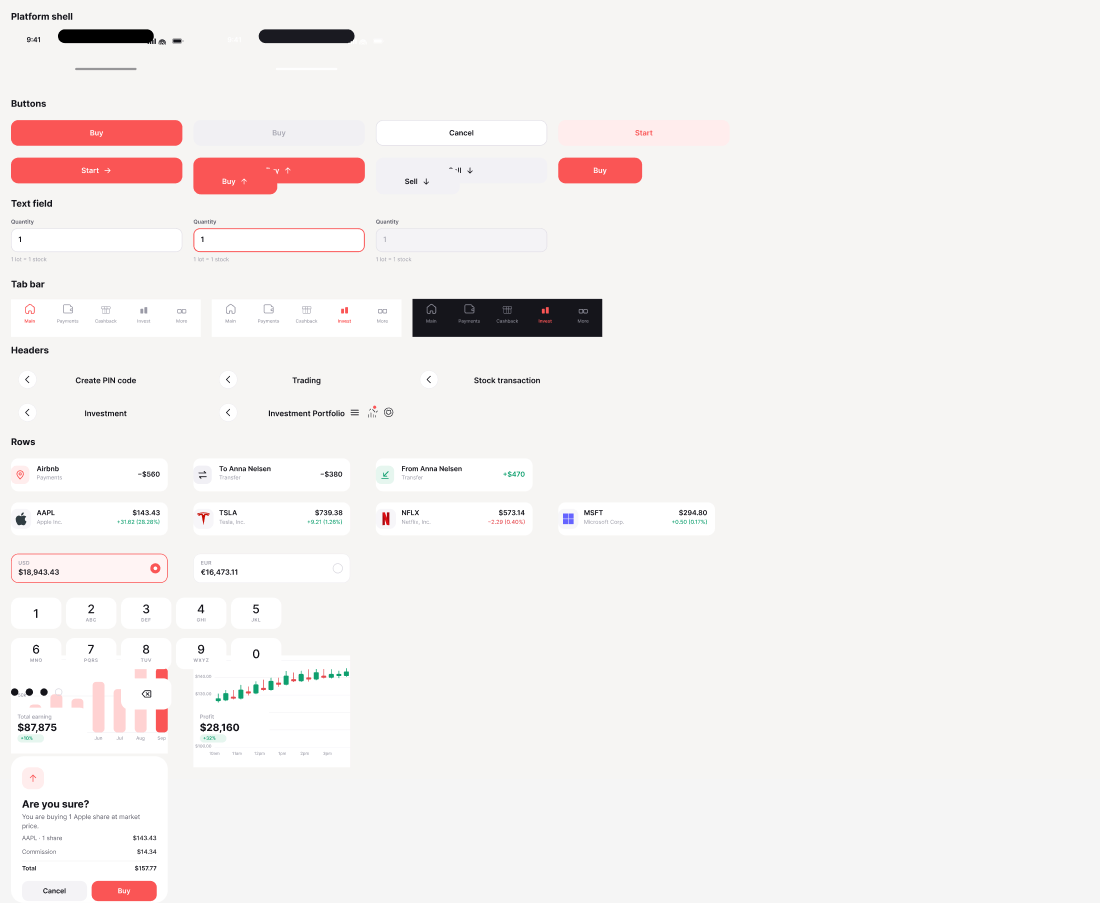 Platform shell
9:41
Buttons
Buy
Buy
Cancel
Start
Start →
↑
↓
Buy
Buy ↑
Sell ↓
Text field
Quantity
Quantity
Quantity
1
1
1
1 lot = 1 stock
1 lot = 1 stock
1 lot = 1 stock
Tab bar
Main
Payments
Cashback
Invest
More
Main
Payments
Cashback
Invest
More
Main
Payments
Cashback
Invest
More
Headers
Create PIN code
Trading
Stock transaction
Investment
Investment Portfolio
Rows
Airbnb
Payments
−$560
To Anna Nelsen
Transfer
−$380
From Anna Nelsen
Transfer
+$470
AAPL
Apple Inc.
$143.43
+31.62 (28.28%)
TSLA
Tesla, Inc.
$739.38
+9.21 (1.26%)
NFLX
Netflix, Inc.
$573.14
−2.29 (0.40%)
MSFT
Microsoft Corp.
$294.80
+0.50 (0.17%)
USD
$18,943.43
EUR
€16,473.11
1
2
ABC
3
DEF
4
GHI
5
JKL
6
MNO
7
PQRS
8
TUV
9
WXYZ
0
Total earning
$87,875
+10%
Jun
Jul
Aug
Sep
Profit
$28,160
+32%
Are you sure?
You are buying 1 Apple share at market
price.
AAPL · 1 share
$143.43
Commission
$14.34
Total
$157.77
Cancel
Buy